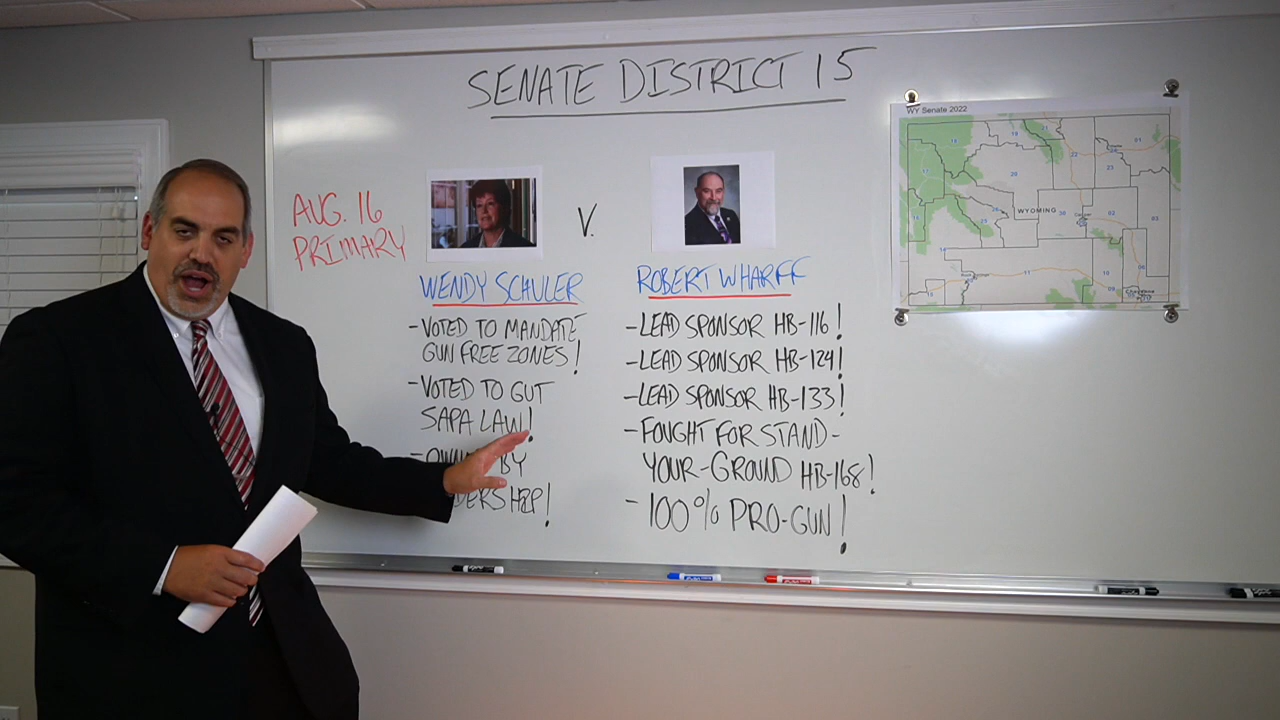 SENATE DISTRICT 15
WY Senate 2022
WYOMING
AUG. 16
PRIMARY
V.
WENDY SCHULER
-VOTED TO MANDATE
GUN FREE ZONES!
-VOTED TO GUT
SAPA LAW!
BY
ROBERT WHARFF
-LEAD SPONSOR HB-116!
-LEAD SPONSOR HB-124!
-LEAD SPONSOR HB-133!
-FOUGHT FOR STAND-
YOUR-GROUND HB-168!
-100% PRO-GUN!